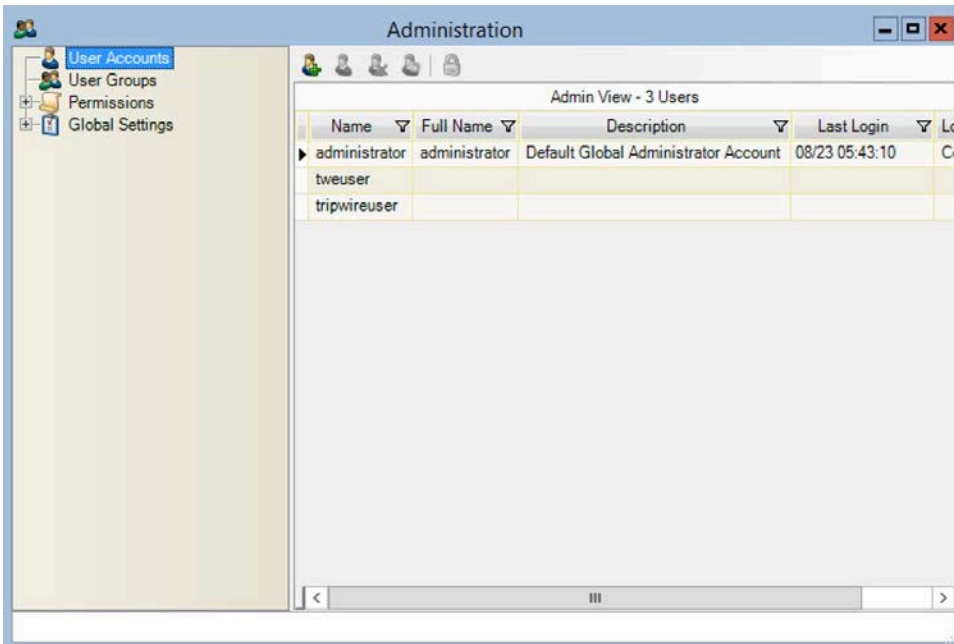 Administration
User Accounts
User Groups
Permissions
Global Settings
Admin View - 3 Users
Name Full Name Description Last Login Lo
administrator administrator Default Global Administrator Account 08/23 05:43:10 C
tweuser
tripwireuser